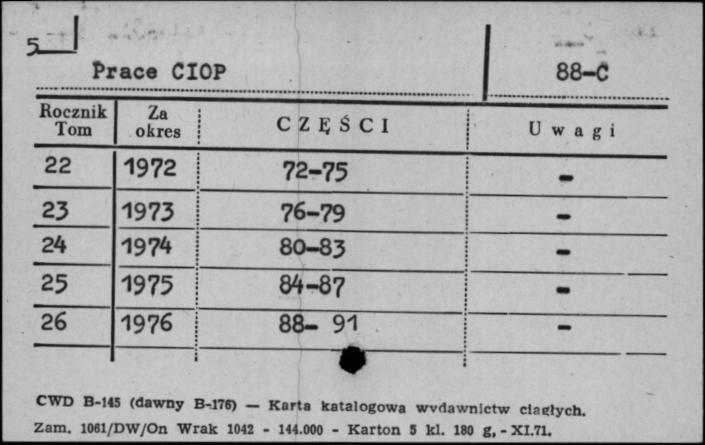 5
Prace CIOP 88-C
Rocznik Tom Za okres CZĘŚCI Uwagi
22 1972 72-75 -
23 1973 76-79 -
24 1974 80-83 -
25 1975 84-87 -
26 1976 88- 91 -
CWD B-145 (dawny B-176) — Karta katalogowa wydawnictw ciągłych.
Zam. 1061/DW/On Wrak 1042 - 144.000 - Karton 5 kl. 180 g, - XI.71.